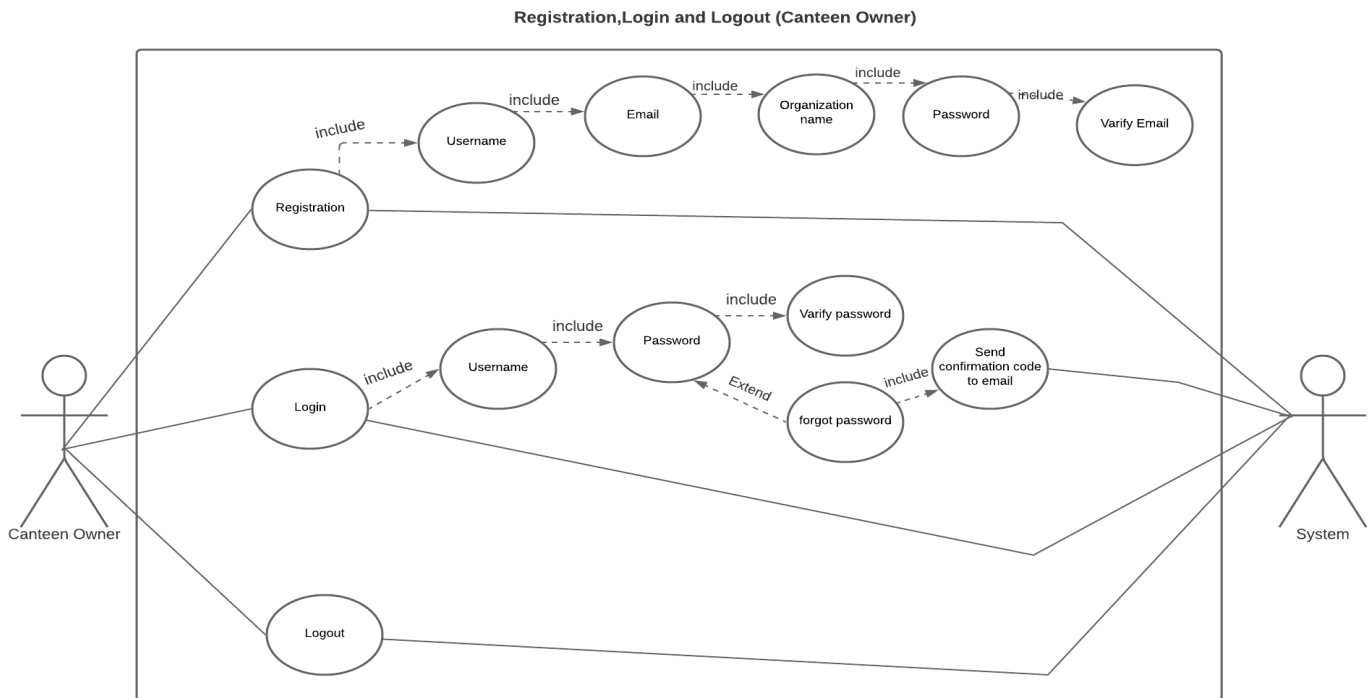 Registration,Login and Logout (Canteen Owner)
include
include
include
include
include
Username
Email
Organization
name
Password
Varify Email
Registration
include
include
include
Username
Password
Varify password
Extend
include
forgot password
Send
confirmation code
to email
Login
Canteen Owner
System
Logout